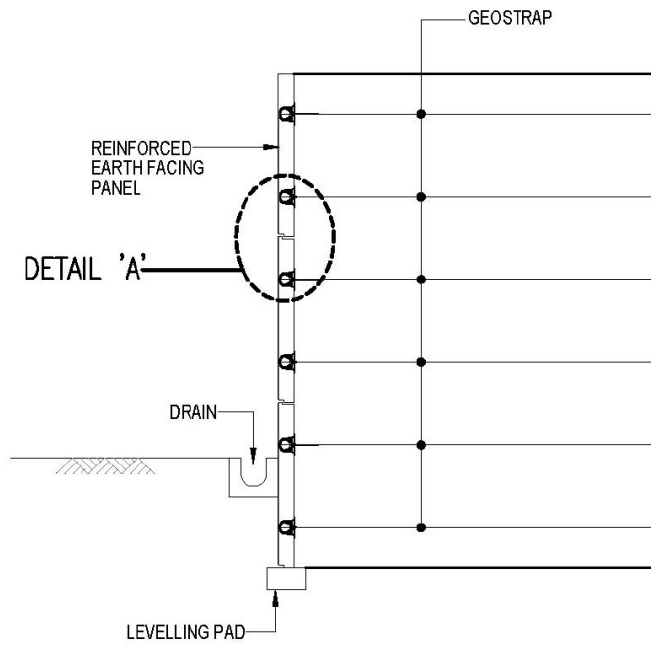 GEOSTRAP
REINFORCED
EARTH FACING
PANEL
DETAIL 'A'
DRAIN
LEVELLING PAD